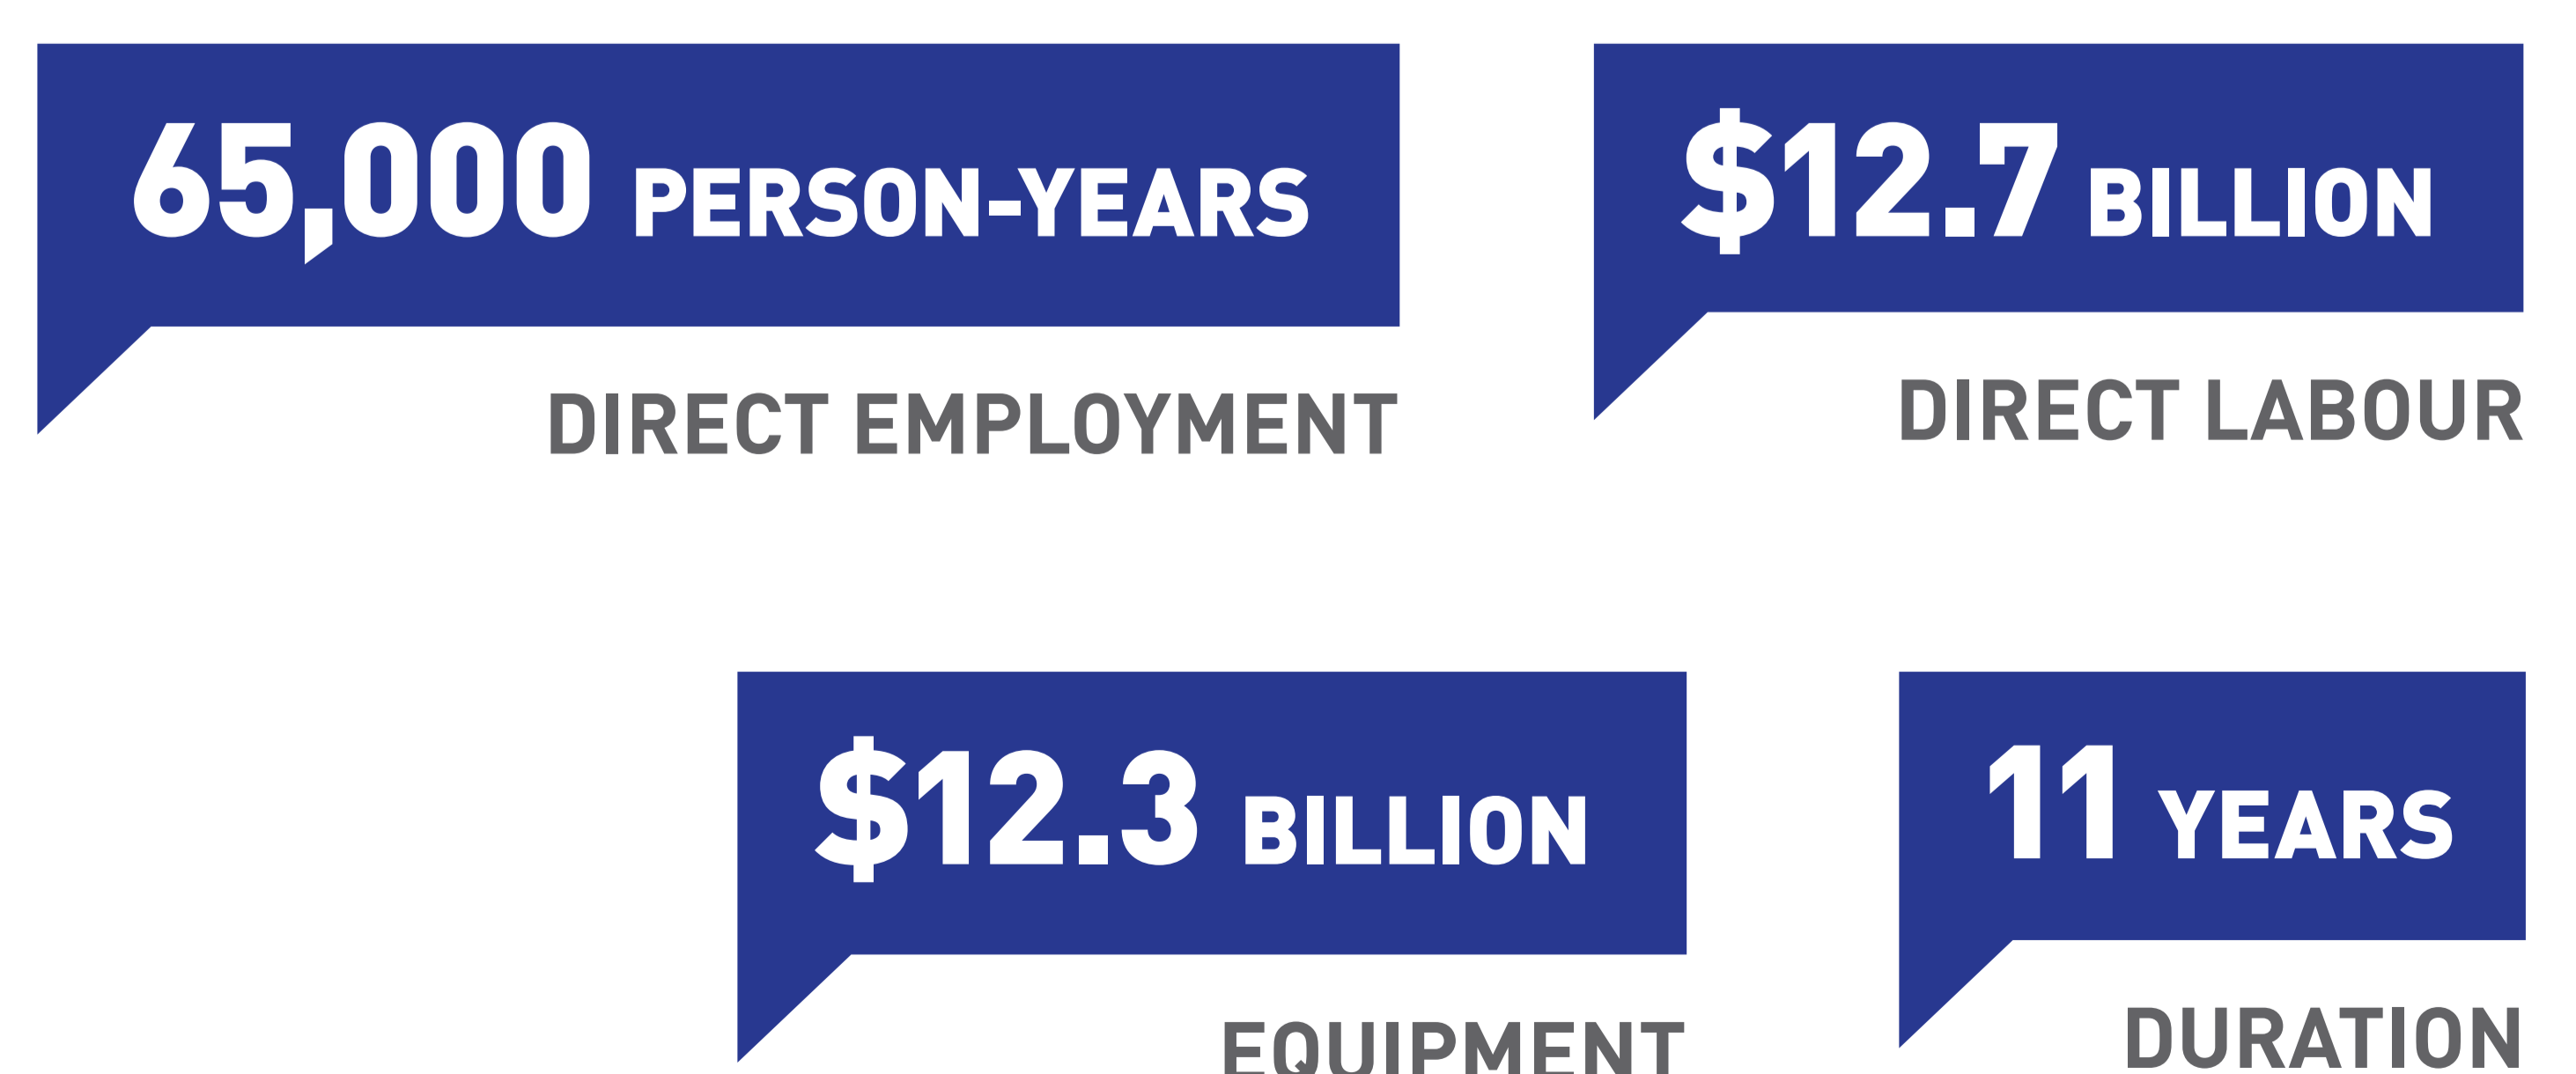 65,000 PERSON-YEARS
DIRECT EMPLOYMENT
$12.7 BILLION
DIRECT LABOUR
$12.3 BILLION
EQUIPMENT
11 YEARS
DURATION